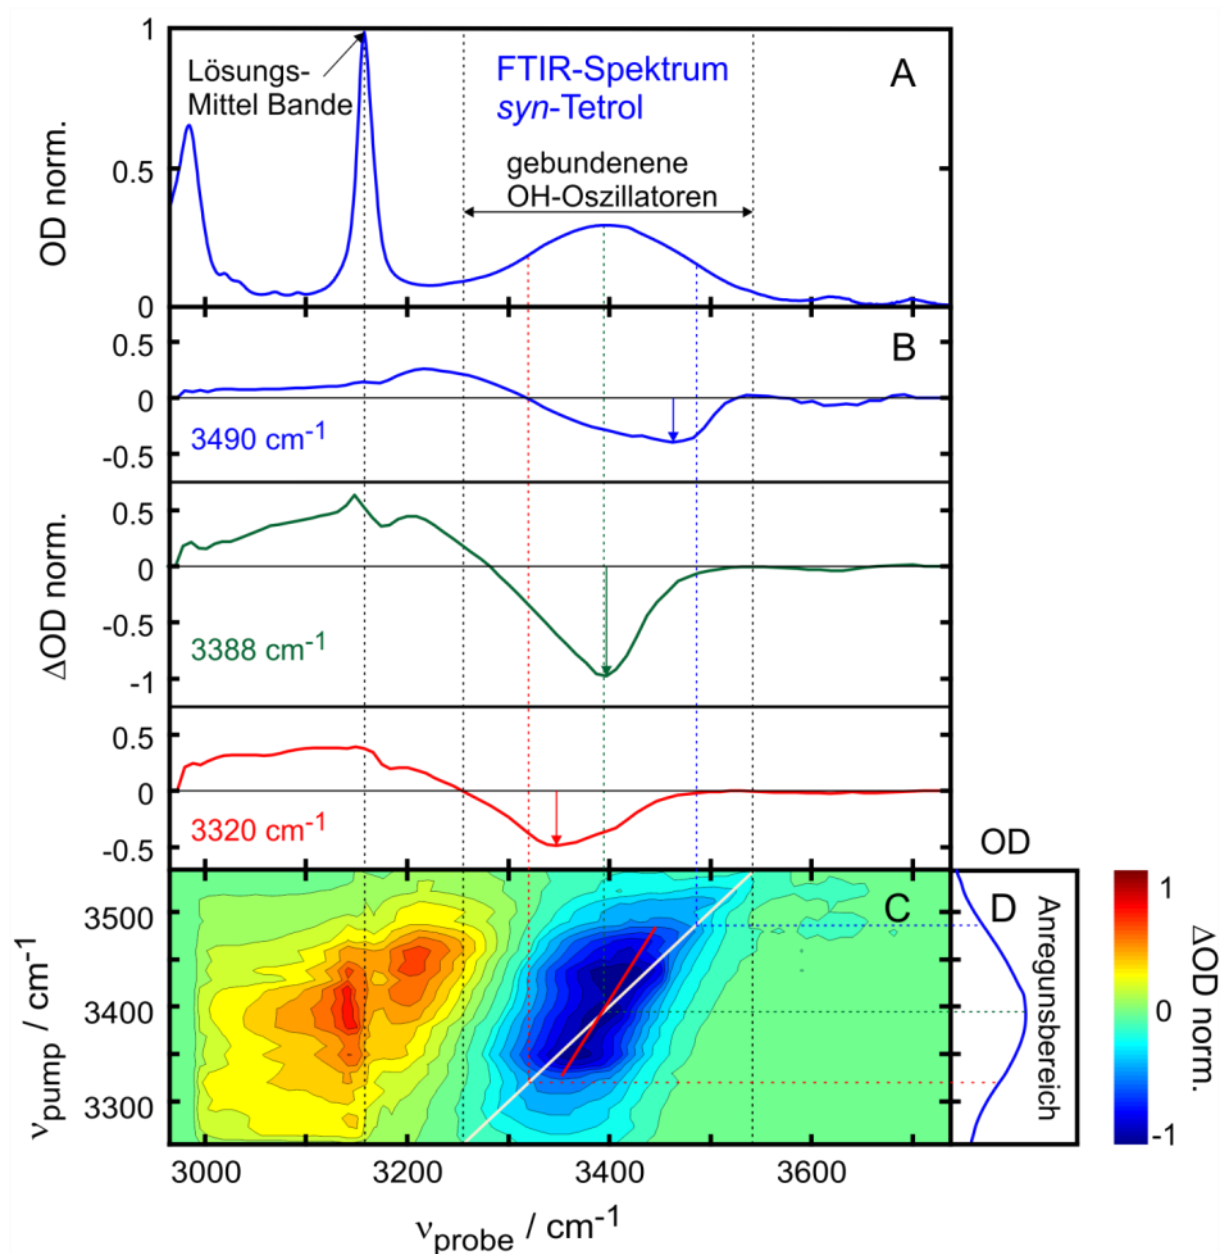 1
0.5
0
OD norm.
Lösungs-
Mittel Bande
FTIR-Spektrum
syn-Tetrol
gebundenene
OH-Oszillatoren
A
0.5
0
-0.5
B
3490 cm-1
0.5
0
-0.5
-1
ΔOD norm.
3388 cm-1
0.5
0
-0.5
3320 cm-1
OD
3500
3400
3300
νpump / cm-1
C
D
Anregunsbereich
1
0
-1
ΔOD norm.
3000
3200
3400
3600
νprobe / cm-1